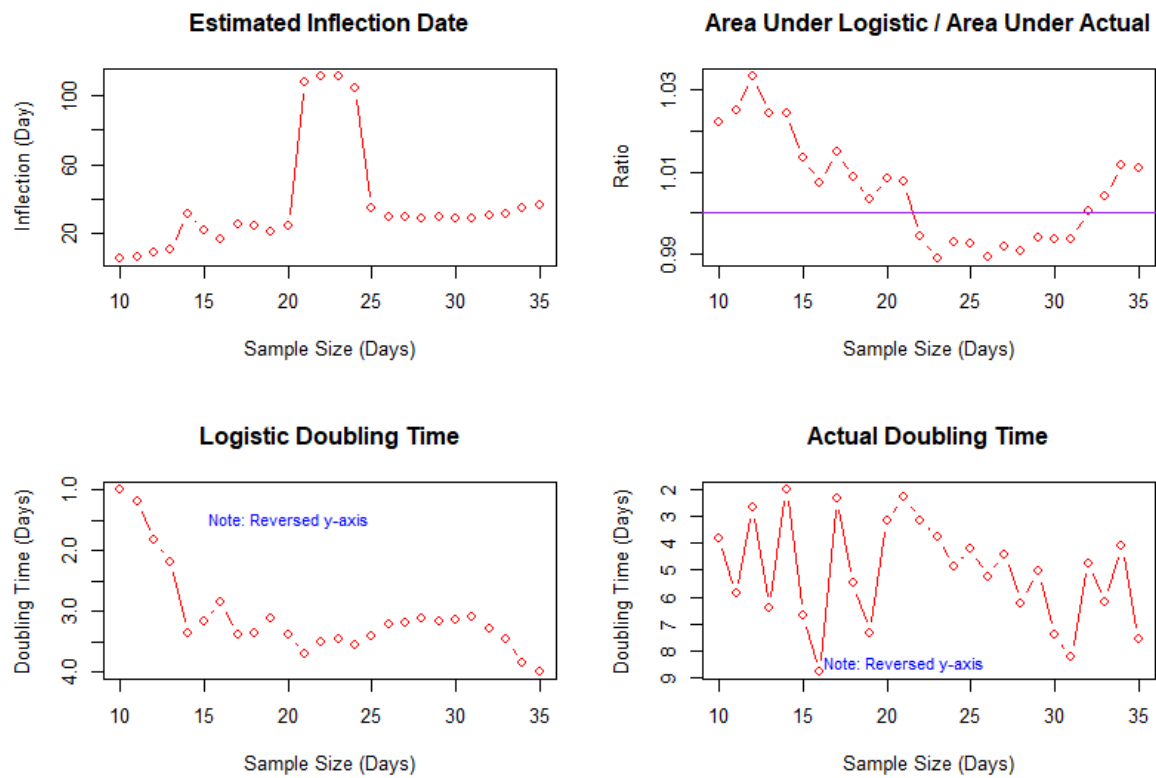 Estimated Inflection Date
Inflection (Day)
100
60
20
10 15 20 25 30 35
Sample Size (Days)
Area Under Logistic / Area Under Actual
Ratio
1.03
1.01
0.99
10 15 20 25 30 35
Sample Size (Days)
Logistic Doubling Time
Doubling Time (Days)
1.0
2.0
3.0
4.0
Note: Reversed y-axis
10 15 20 25 30 35
Sample Size (Days)
Actual Doubling Time
Doubling Time (Days)
2
3
4
5
6
7
8
9
Note: Reversed y-axis
10 15 20 25 30 35
Sample Size (Days)